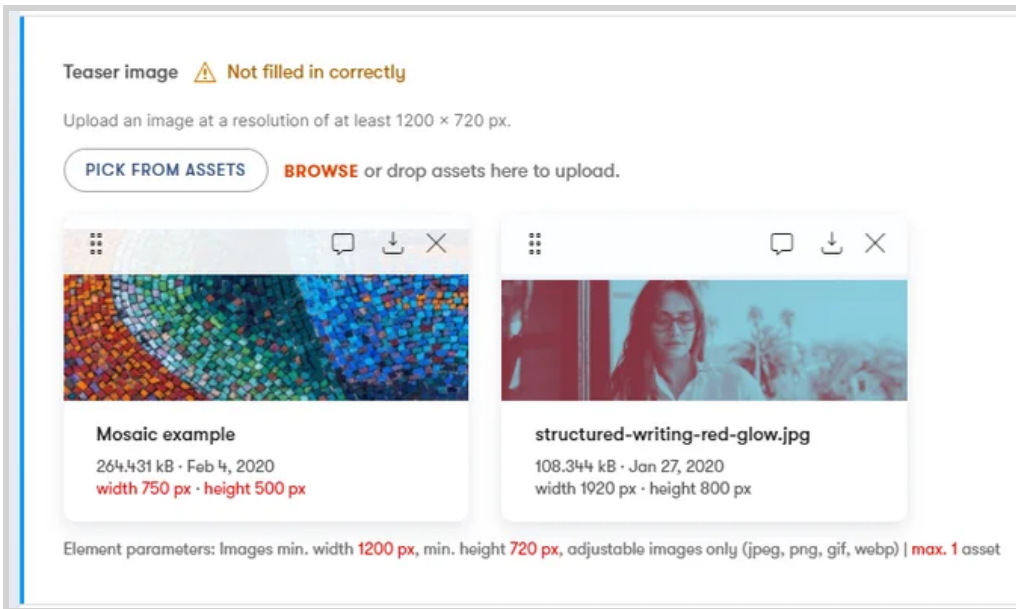 Teaser image Not filled in correctly
Upload an image at a resolution of at least 1200 × 720 px.
PICK FROM ASSETS BROWSE or drop assets here to upload.
Mosaic example
264.431 kB · Feb 4, 2020
width 750 px · height 500 px
structured-writing-red-glow.jpg
108.344 kB · Jan 27, 2020
width 1920 px · height 800 px
Element parameters: Images min. width 1200 px, min. height 720 px, adjustable images only (jpeg, png, gif, webp) | max. 1 asset